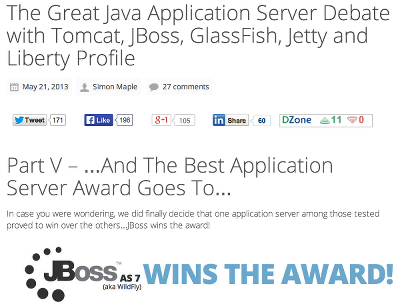 The Great Java Application Server Debate
with Tomcat, JBoss, GlassFish, Jetty and
Liberty Profile
May 21, 2013 Simon Maple 27 comments
Tweet 171 Like 196 g+1 105 in Share 60 DZone 11 0
Part V – ...And The Best Application
Server Award Goes To...
In case you were wondering, we did finally decide that one application server among those tested
proved to win over the others...JBoss wins the award!
JBoss™ AS 7 WINS THE AWARD!
(aka WildFly)